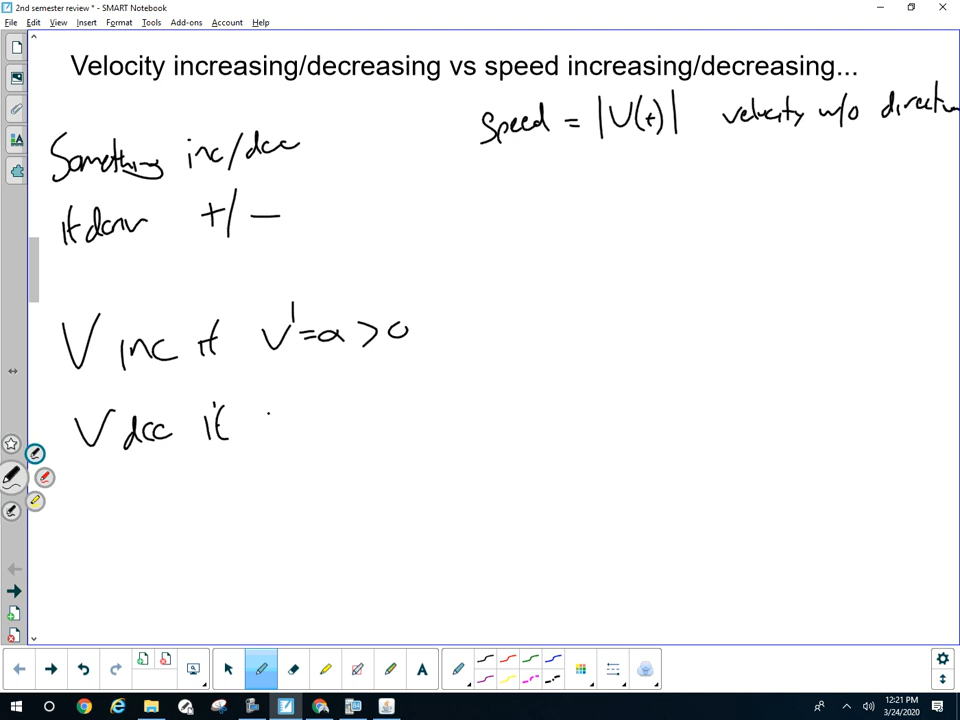 2nd semester review * - SMART Notebook
File Edit View Insert Format Tools Add-ons Account Help
Velocity increasing/decreasing vs speed increasing/decreasing...
Speed = |V(t)| velocity w/o direction
Something inc/dec
if deriv +/-
V inc if V'=a>0
V dec if
12:21 PM
3/24/2020